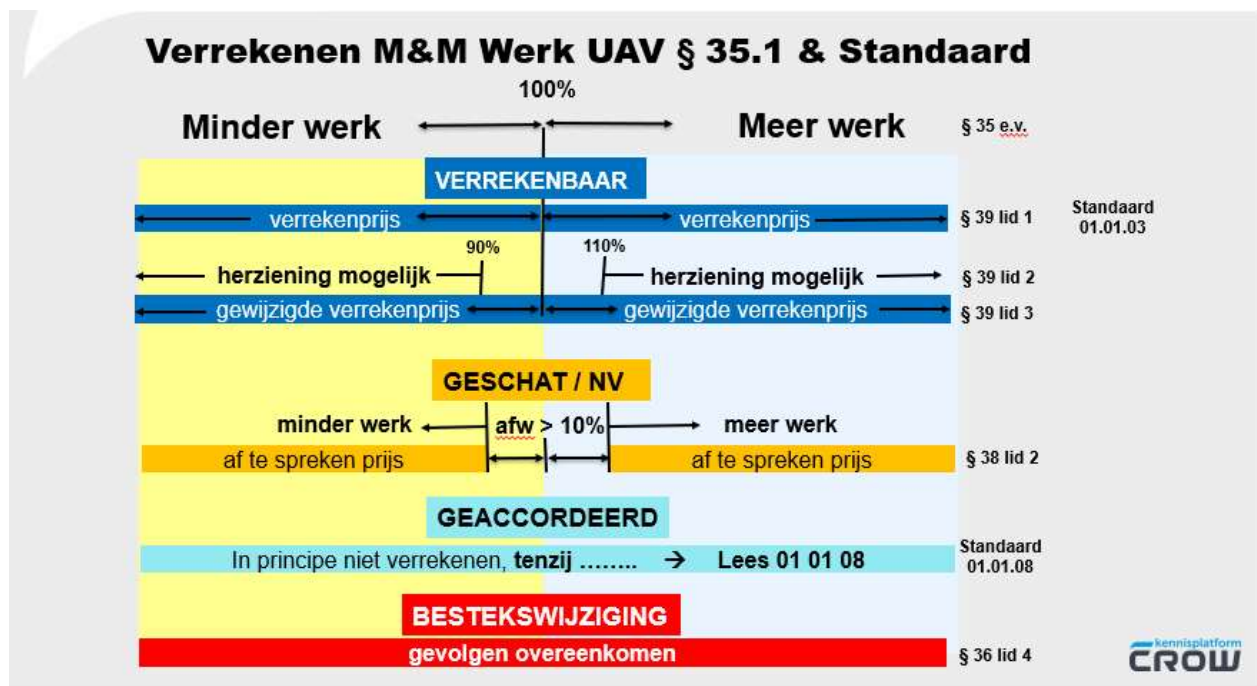 Verrekenen M&M Werk UAV § 35.1 & Standaard
100%
Minder werk
Meer werk
§ 35 e.v.
VERREKENBAAR
verrekenprijs
verrekenprijs
§ 39 lid 1
Standaard
01.01.03
90%
110%
herziening mogelijk
herziening mogelijk
§ 39 lid 2
gewijzigde verrekenprijs
gewijzigde verrekenprijs
§ 39 lid 3
GESCHAT / NV
minder werk
afw > 10%
meer werk
af te spreken prijs
af te spreken prijs
§ 38 lid 2
GEACCORDEERD
In principe niet verrekenen, tenzij ........ → Lees 01 01 08
Standaard
01.01.08
BESTEKSWIJZIGING
gevolgen overeenkomen
§ 36 lid 4
kennisplatform
CROW